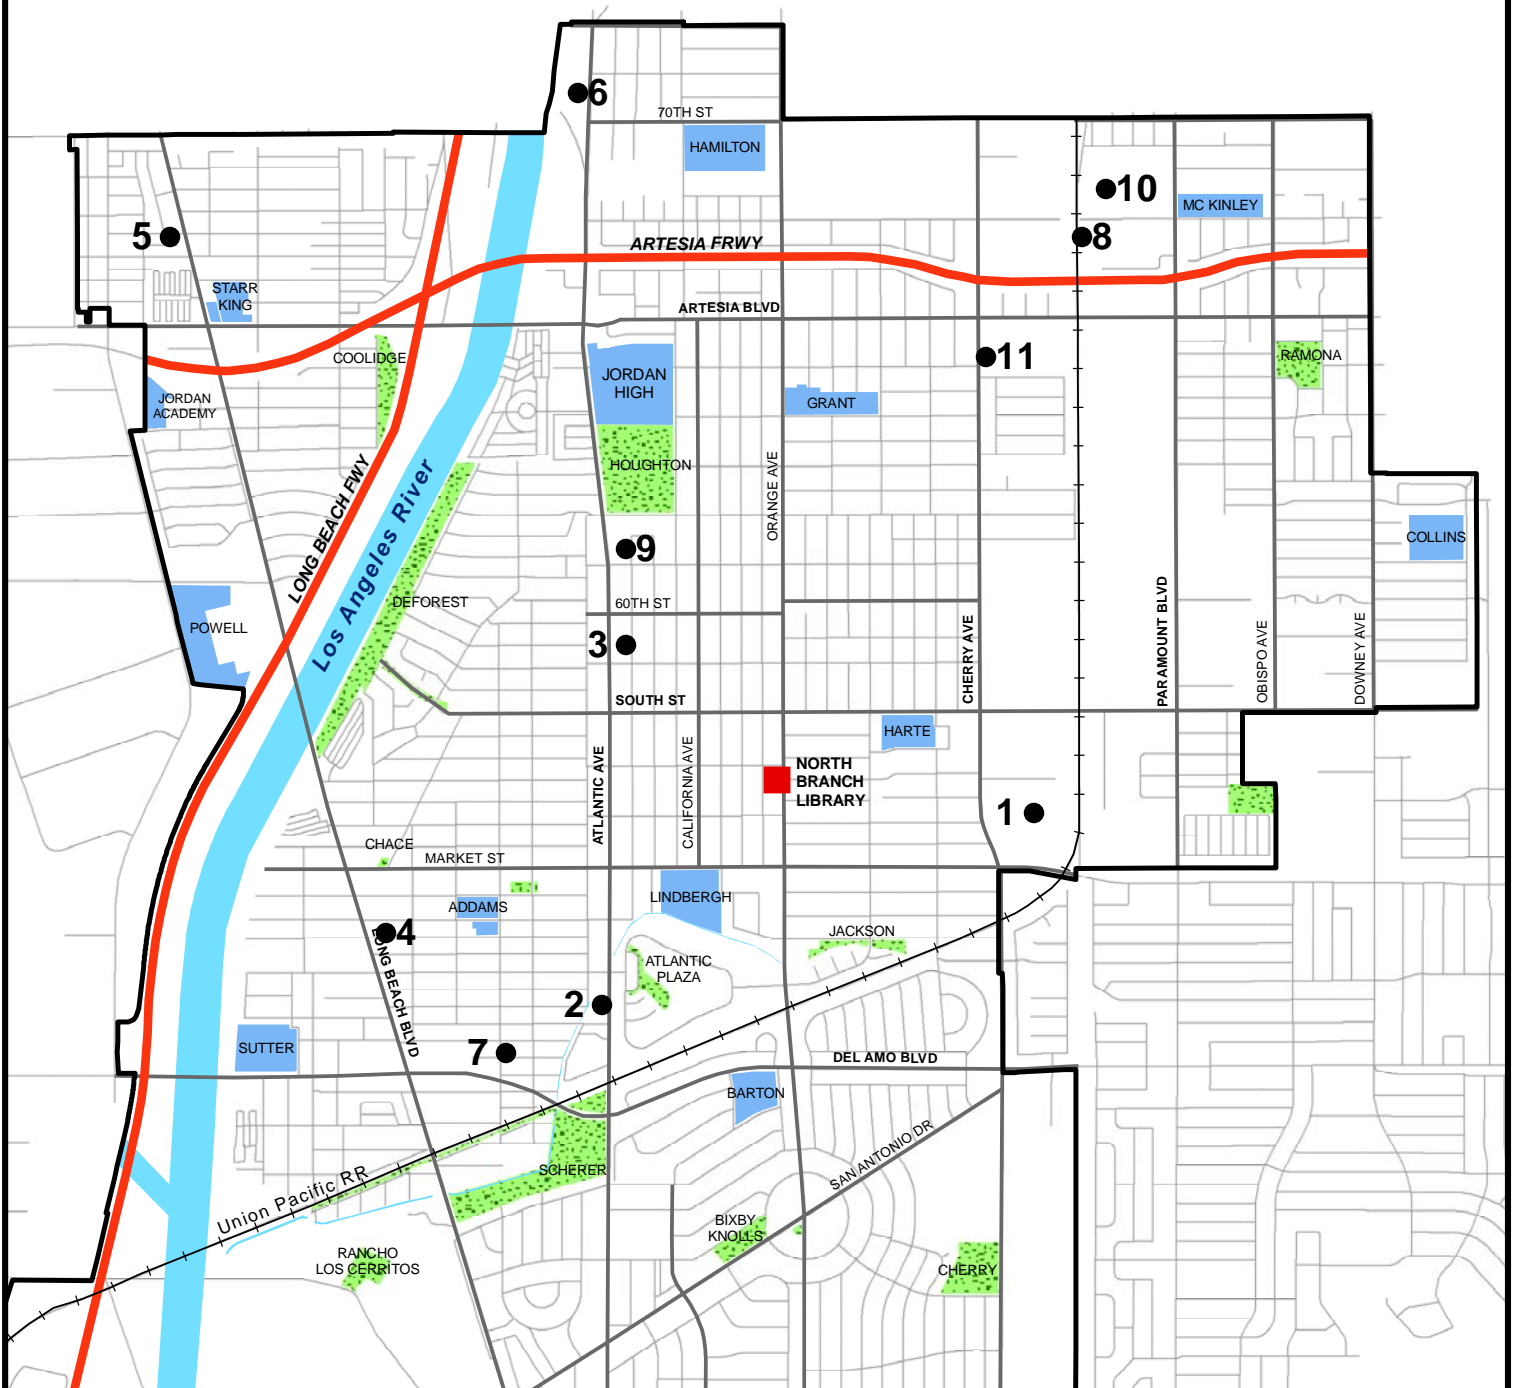 6
70TH ST
HAMILTON
10
MC KINLEY
5
8
ARTESIA FRWY
STARR
KING
ARTESIA BLVD
COOLIDGE
11
RAMONA
JORDAN
HIGH
JORDAN
ACADEMY
GRANT
HOUGHTON
ORANGE AVE
LONG BEACH FWY
Los Angeles River
COLLINS
9
DEFOREST
60TH ST
POWELL
3
CHERRY AVE
PARAMOUNT BLVD
OBISPO AVE
DOWNEY AVE
SOUTH ST
HARTE
ATLANTIC AVE
CALIFORNIA AVE
NORTH
BRANCH
LIBRARY
1
CHACE
MARKET ST
LINDBERGH
ADDAMS
4
LONG BEACH BLVD
JACKSON
ATLANTIC
PLAZA
2
SUTTER
7
DEL AMO BLVD
BARTON
SAN ANTONIO DR
SCHERER
Union Pacific RR
BIXBY
KNOLLS
RANCHO
LOS CERRITOS
CHERRY